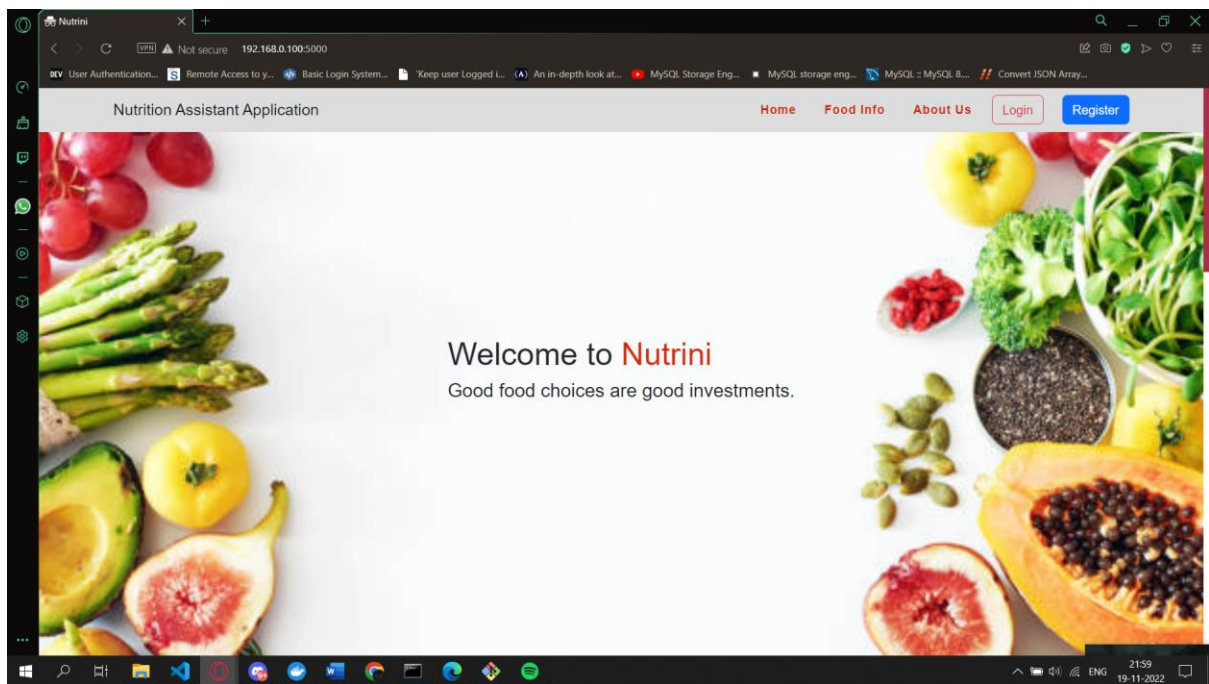 Nutrini
VPN Not secure 192.168.0.100:5000
DEV User Authentication... S Remote Access to y... Basic Login System... 'Keep user Logged i... (A) An in-depth look at... MySQL Storage Eng... MySQL storage eng... MySQL :: MySQL 8.... Convert JSON Array...
Nutrition Assistant Application Home Food Info About Us Login Register
Welcome to Nutrini
Good food choices are good investments.
ENG 21:59
19-11-2022